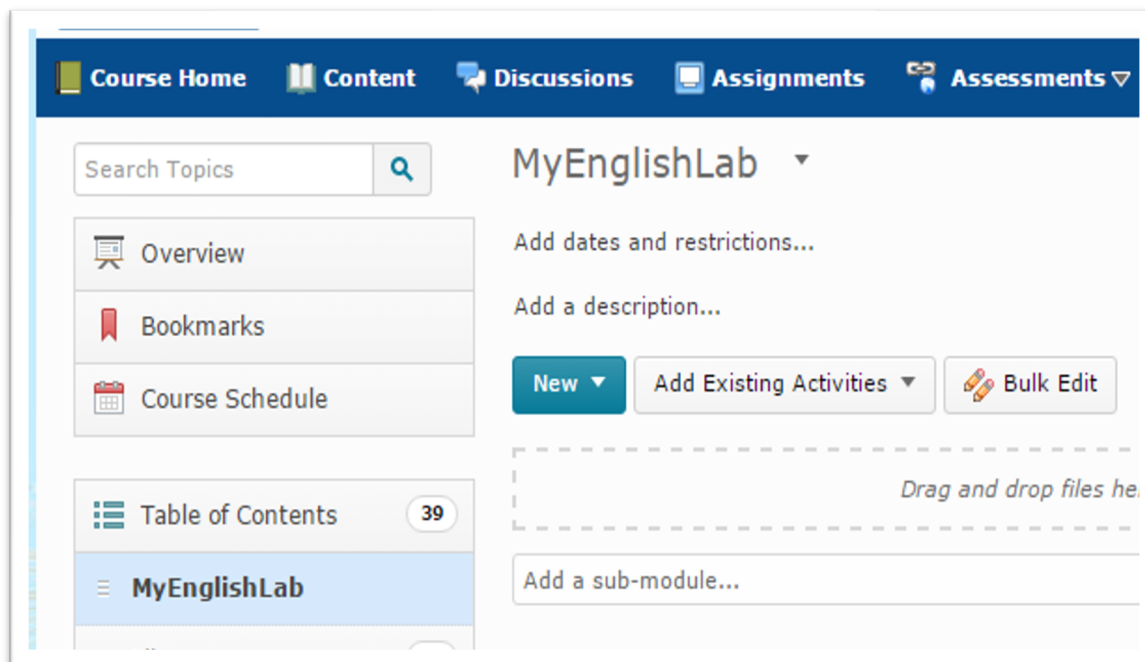 Course Home Content Discussions Assignments Assessments
Search Topics
MyEnglishLab
Overview
Add dates and restrictions...
Bookmarks
Add a description...
New Add Existing Activities Bulk Edit
Course Schedule
Drag and drop files
Table of Contents 39
MyEnglishLab
Add a sub-module...